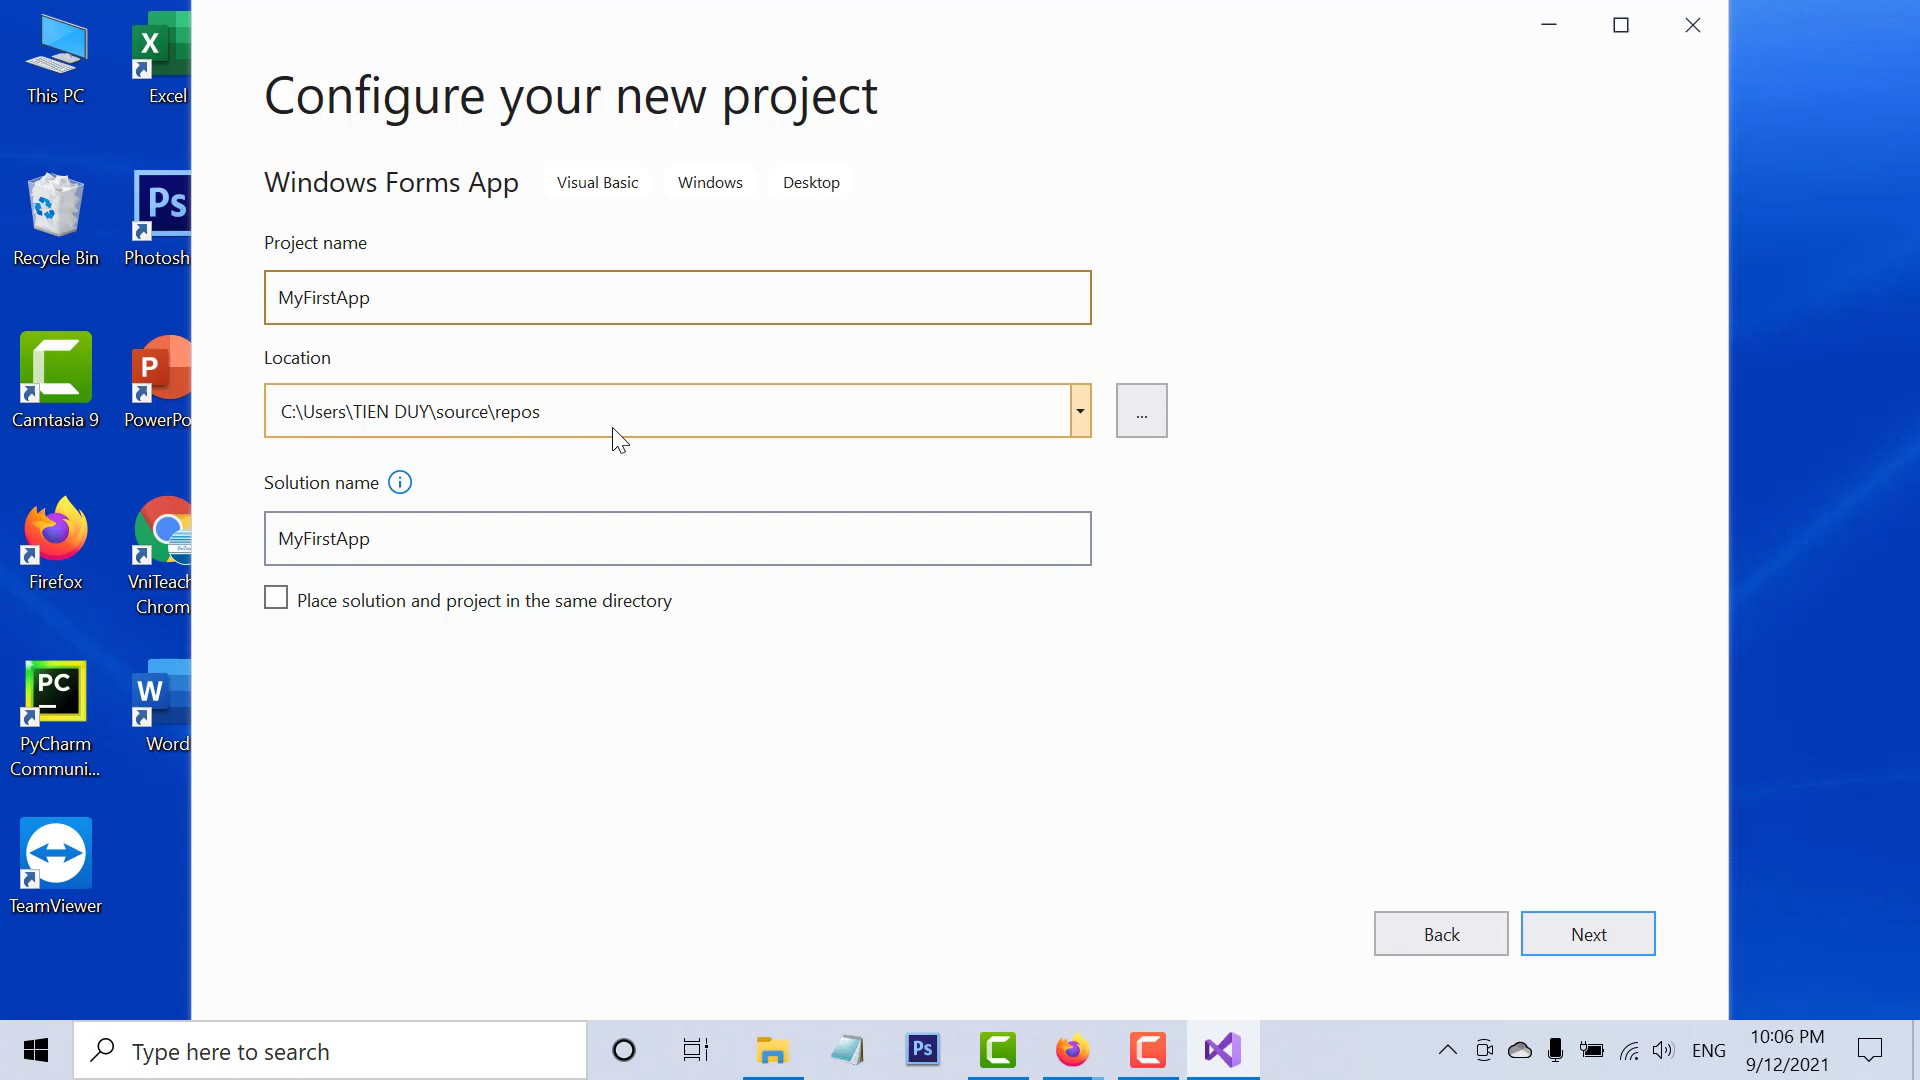 This PC
Excel
Recycle Bin
Ps
Photosh
Camtasia 9
P
PowerPo
Firefox
VniTeach
Chrom
PC
PyCharm
Communi...
W
Word
TeamViewer
X
Configure your new project
Windows Forms App Visual Basic Windows Desktop
Project name
MyFirstApp
Location
C:\Users\TIEN DUY\source\repos
...
Solution name i
MyFirstApp
Place solution and project in the same directory
Back Next
Type here to search
Ps
ENG
10:06 PM
9/12/2021